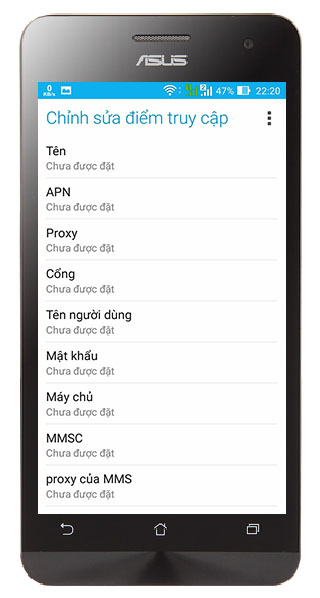 ASUS
0
KB/s
2
47%
22:20
Chỉnh sửa điểm truy cập
Tên
Chưa được đặt
APN
Chưa được đặt
Proxy
Chưa được đặt
Cổng
Chưa được đặt
Tên người dùng
Chưa được đặt
Mật khẩu
Chưa được đặt
Máy chủ
Chưa được đặt
MMSC
Chưa được đặt
proxy của MMS
Chưa được đặt